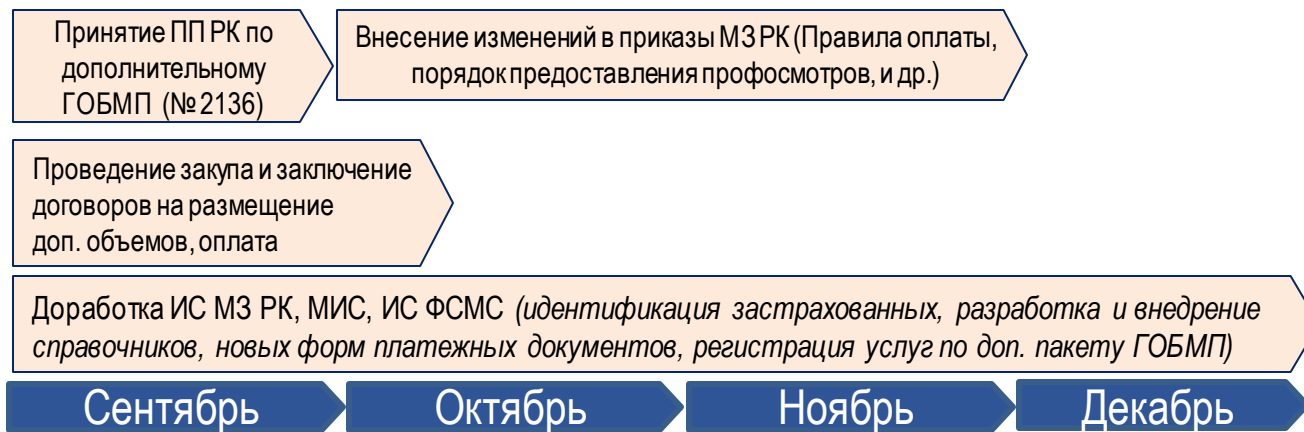 Принятие ПП РК по
дополнительному
ГОБМП (№ 2136)
Внесение изменений в приказы МЗ РК (Правила оплаты,
порядок предоставления профосмотров, и др.)
Проведение закупа и заключение
договоров на размещение
доп. объемов, оплата
Доработка ИС МЗ РК, МИС, ИС ФСМС (идентификация застрахованных, разработка и внедрение
справочников, новых форм платежных документов, регистрация услуг по доп. пакету ГОБМП)
Сентябрь
Октябрь
Ноябрь
Декабрь